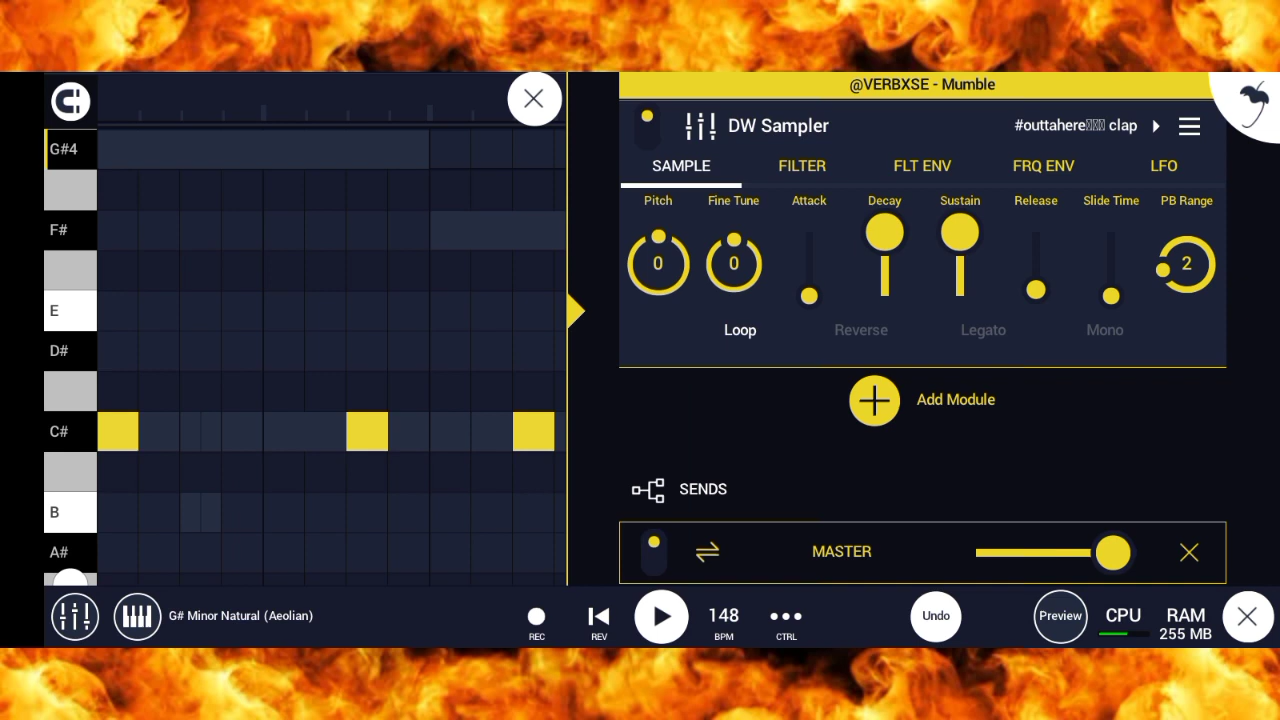 @VERBXSE - Mumble
DW Sampler
#outtahere clap
SAMPLE FILTER FLT ENV FRQ ENV LFO
Pitch Fine Tune Attack Decay Sustain Release Slide Time PB Range
0 0 2
Loop Reverse Legato Mono
Add Module
SENDS
MASTER
G#4
F#
E
D#
C#
B
A#
G# Minor Natural (Aeolian)
REC
REV
148
BPM
CTRL
Undo
Preview
CPU
RAM
255 MB